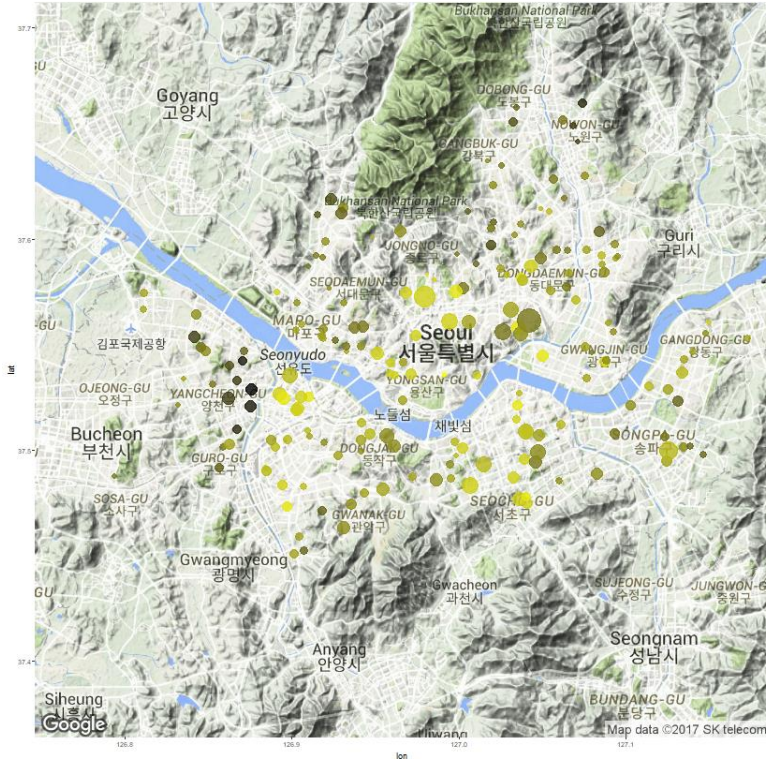 Bukhansan National Park
북한산국립공원
37.7
DOBONG-GU
도봉구
Goyang
고양시
NOWON-GU
노원구
GANGBUK-GU
강북구
Bukhansan National Park
북한산국립공원
37.6
Guri
구리시
JONGNO-GU
종로구
SEODAEMUN-GU
서대문구
DONGDAEMUN-GU
동대문구
MAPO-GU
마포구
Seoul
서울특별시
김포국제공항
GANGDONG-GU
강동구
GWANGJIN-GU
광진구
Seonyudo
선유도
lat
OJEONG-GU
오정구
YANGCHEON-GU
양천구
YONGSAN-GU
용산구
노들섬
채빛섬
Bucheon
부천시
SONGPA-GU
송파구
37.5
DONGJAK-GU
동작구
GURO-GU
구로구
SOSA-GU
소사구
SEOCHO-GU
서초구
GWANAK-GU
관악구
Gwangmyeong
광명시
Gwacheon
과천시
SUJEONG-GU
수정구
JUNGWON-GU
중원구
GU
Anyang
안양시
Seongnam
성남시
37.4
Siheung
시흥시
BUNDANG-GU
분당구
Google
Uiwang
Map data ©2017 SK telecom
126.8
126.9
127.0
127.1
lon